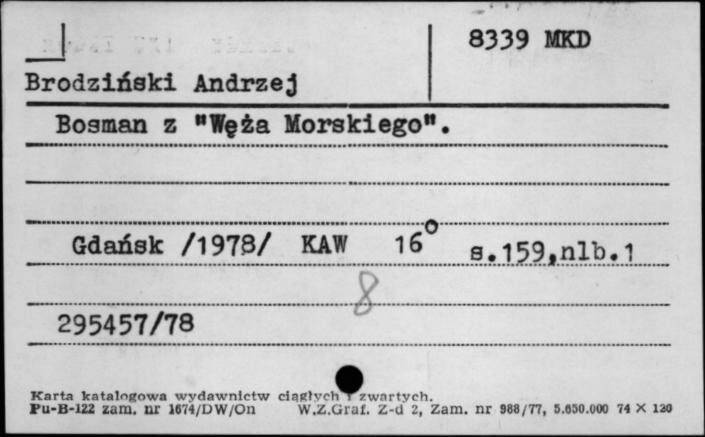 8339 MKD
Brodziński Andrzej
Bosman z "Węża Morskiego".
Gdańsk /1978/ KAW 16° s.159,nlb.1
8
295457/78
Karta katalogowa wydawnictw ciągłych i zwartych.
Pu-B-122 zam. nr 1674/DW/On W.Z.Graf. Z-d 2, Zam. nr 988/77, 5.650.000 74 X 120